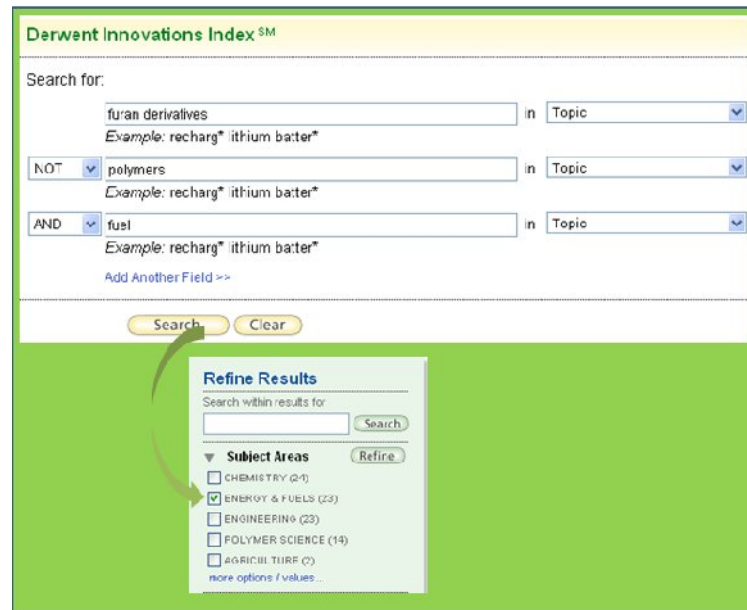 Derwent Innovations Index SM
Search for:
furan derivatives in Topic
Example: recharg* lithium batter*
NOT polymers in Topic
Example: recharg* lithium batter*
AND fuel in Topic
Example: recharg* lithium batter*
Add Another Field >>
Search Clear
Refine Results
Search within results for
Search
Subject Areas Refine
CHEMISTRY (24)
ENERGY & FUELS (23)
ENGINEERING (23)
POLYMER SCIENCE (14)
AGRICULTURE (2)
more options / values...